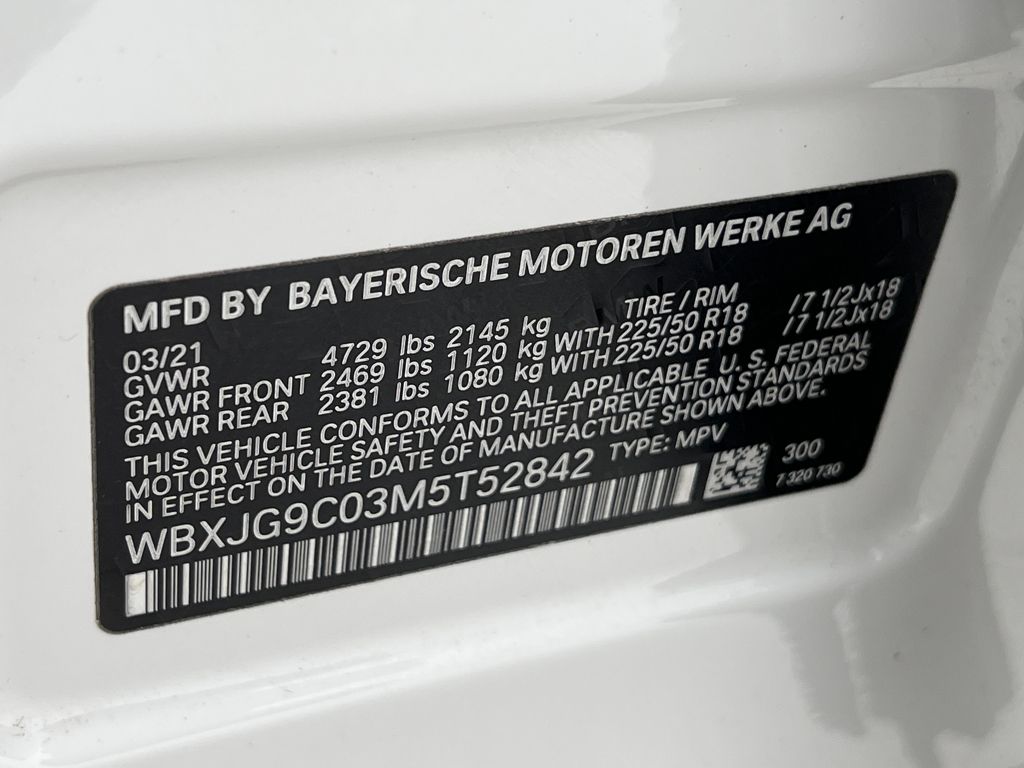 MFD BY BAYERISCHE MOTOREN WERKE AG
03/21 TIRE / RIM
GVWR 4729 lbs 2145 kg
GAWR FRONT 2469 lbs 1120 kg WITH 225/50 R18 /7 1/2Jx18
GAWR REAR 2381 lbs 1080 kg WITH 225/50 R18 /7 1/2Jx18
THIS VEHICLE CONFORMS TO ALL APPLICABLE U. S. FEDERAL
MOTOR VEHICLE SAFETY AND THEFT PREVENTION STANDARDS
IN EFFECT ON THE DATE OF MANUFACTURE SHOWN ABOVE.
WBXJG9C03M5T52842 TYPE: MPV
300
7 320 730